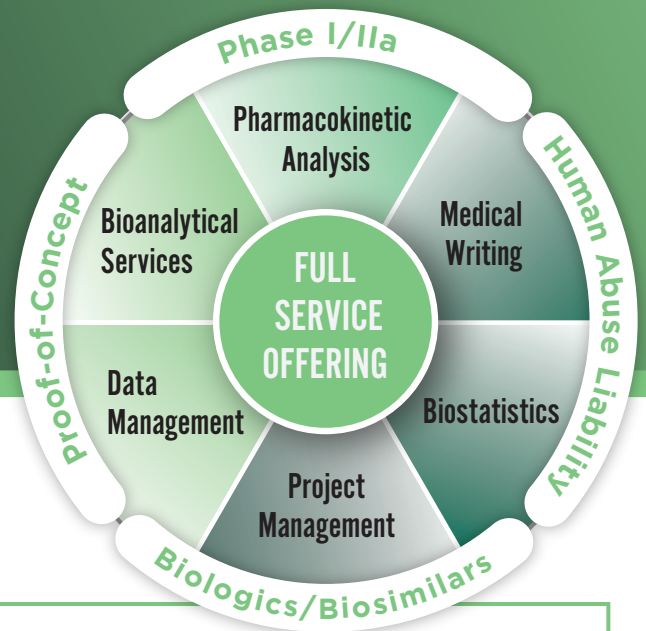 Phase I/IIa
Human Abuse Liability
Biologics/Biosimilars
Proof-of-Concept
Pharmacokinetic
Analysis
Medical
Writing
Biostatistics
Project
Management
Data
Management
Bioanalytical
Services
FULL
SERVICE
OFFERING